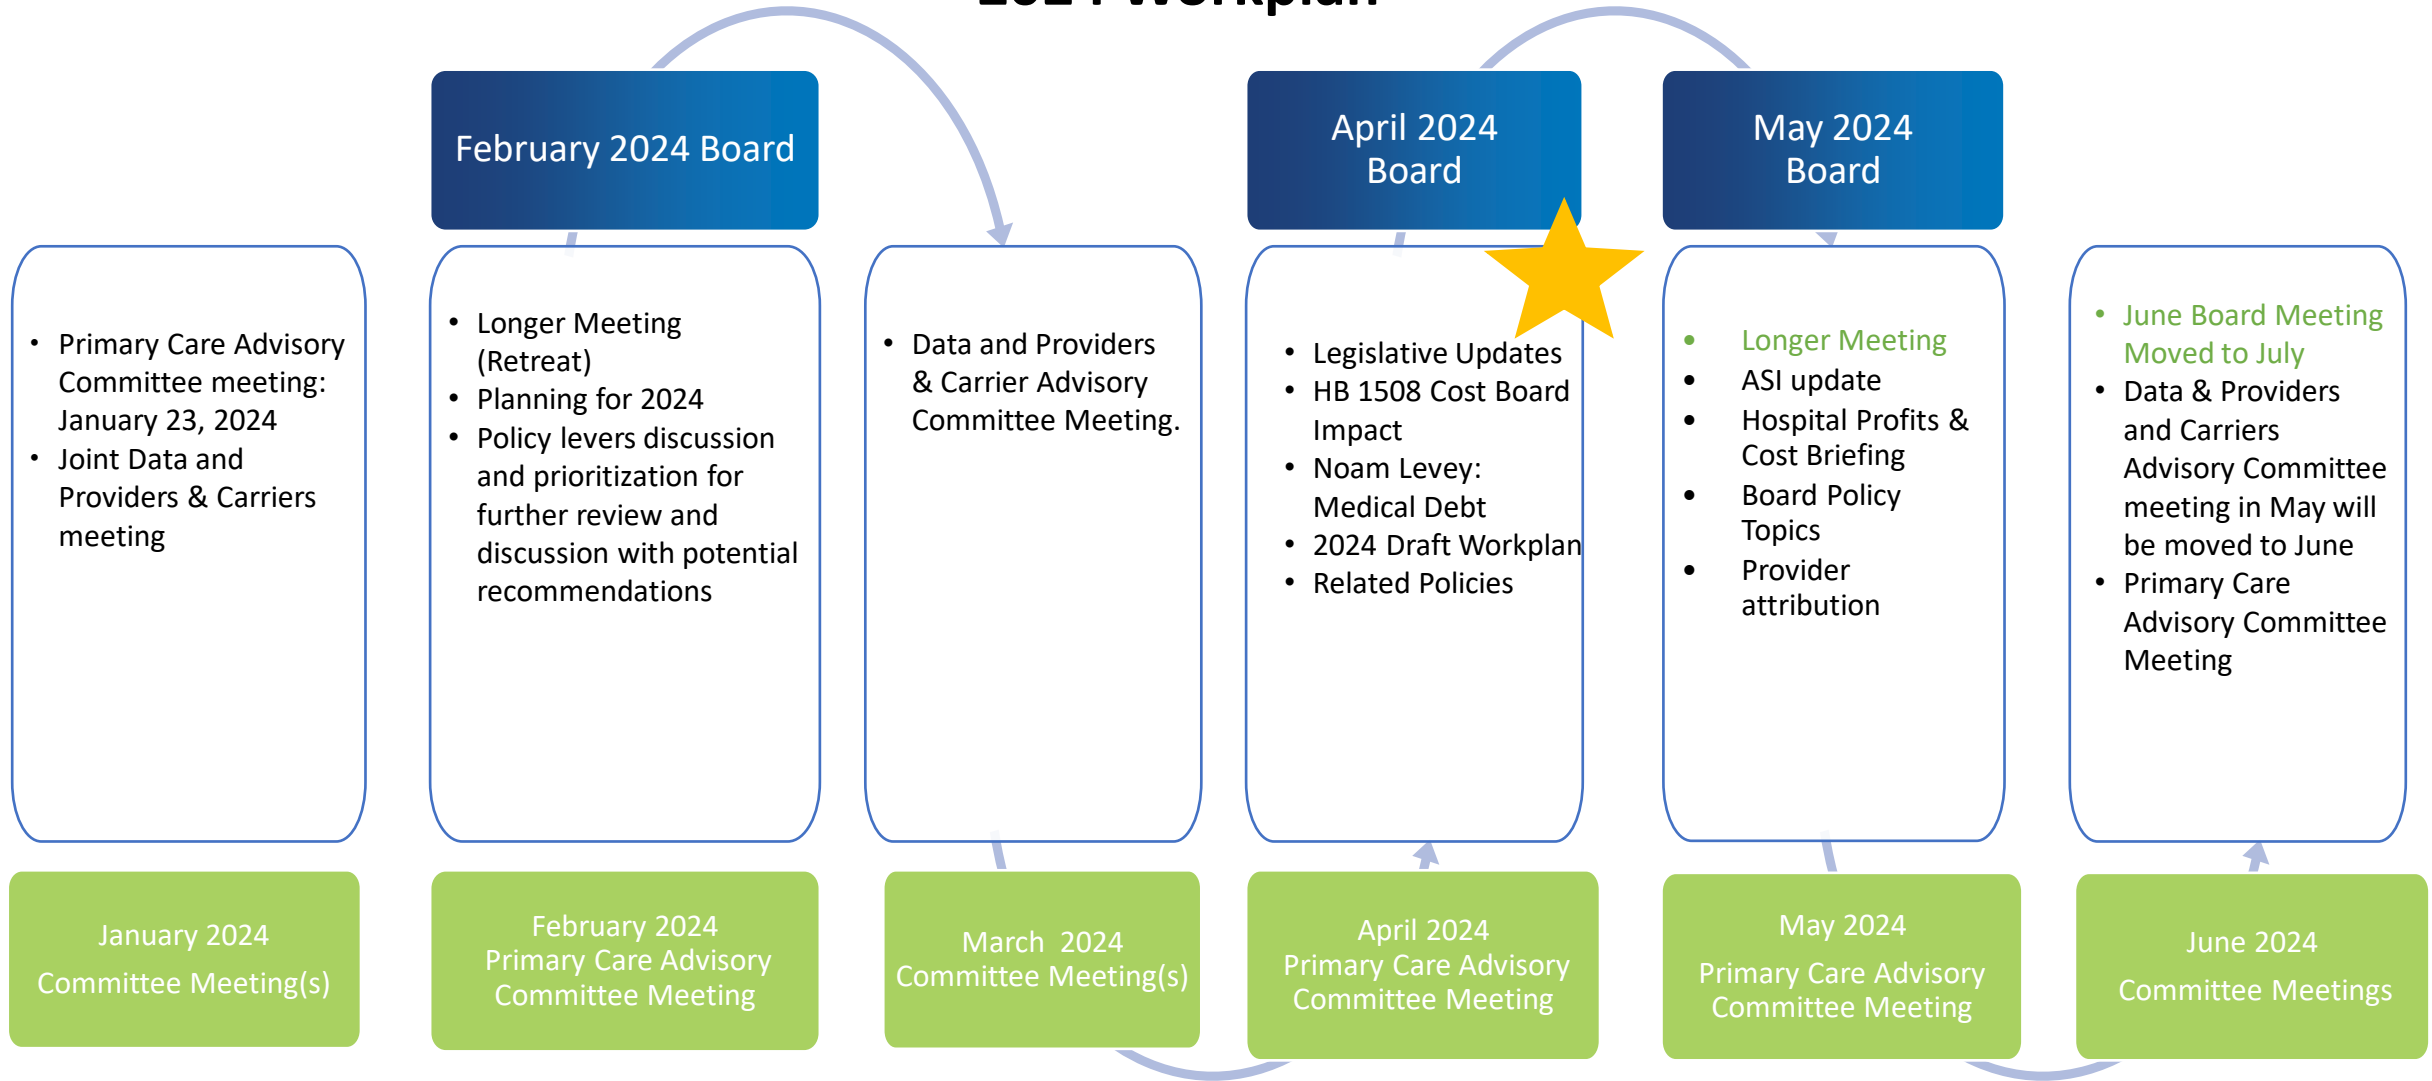 2024 Workplan
February 2024 Board
April 2024
Board
May 2024
Board
• Primary Care Advisory
Committee meeting:
January 23, 2024
• Joint Data and
Providers & Carriers
meeting
• Longer Meeting
(Retreat)
• Planning for 2024
• Policy levers discussion
and prioritization for
further review and
discussion with potential
recommendations
• Data and Providers
& Carrier Advisory
Committee Meeting.
• Legislative Updates
• HB 1508 Cost Board
Impact
• Noam Levey:
Medical Debt
• 2024 Draft Workplan
• Related Policies
• Longer Meeting
• ASI update
• Hospital Profits &
Cost Briefing
• Board Policy
Topics
• Provider
attribution
• June Board Meeting
Moved to July
• Data & Providers
and Carriers
Advisory Committee
meeting in May will
be moved to June
• Primary Care
Advisory Committee
Meeting
January 2024
Committee Meeting(s)
February 2024
Primary Care Advisory
Committee Meeting
March 2024
Committee Meeting(s)
April 2024
Primary Care Advisory
Committee Meeting
May 2024
Primary Care Advisory
Committee Meeting
June 2024
Committee Meetings